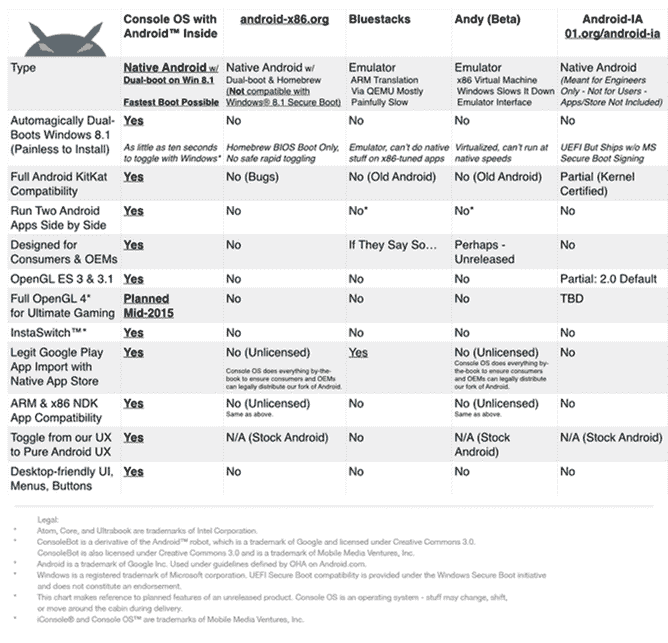 Console OS with Android™ Inside
android-x86.org
Bluestacks
Andy (Beta)
Android-IA
01.org/android-ia
Type
Native Android w/
Dual-boot on Win 8.1
Fastest Boot Possible
Native Android w/
Dual-boot & Homebrew
(Not compatible with
Windows® 8.1 Secure Boot)
Emulator
ARM Translation
Via QEMU Mostly
Painfully Slow
Emulator
x86 Virtual Machine
Windows Slows It Down
Emulator Interface
Native Android
(Meant for Engineers
Only - Not for Users -
Apps/Store Not Included)
Automagically Dual-
Boots Windows 8.1
(Painless to Install)
Yes
As little as ten seconds
to toggle with Windows*
No
Homebrew BIOS Boot Only,
No safe rapid toggling
No
Emulator, can't do native
stuff on x86-tuned apps
No
Virtualized, can't run at
native speeds
No
UEFI But Ships w/o MS
Secure Boot Signing
Full Android KitKat
Compatibility
Yes
No (Bugs)
No (Old Android)
No (Old Android)
Partial (Kernel
Certified)
Run Two Android
Apps Side by Side
Yes
No
No*
No*
No
Designed for
Consumers & OEMs
Yes
No
If They Say So…
Perhaps -
Unreleased
No
OpenGL ES 3 & 3.1
Yes
No
No
No
Partial: 2.0 Default
Full OpenGL 4*
for Ultimate Gaming
Planned
Mid-2015
No
No
No
TBD
InstaSwitch™*
Yes
No
No
No
No
Legit Google Play
App Import with
Native App Store
Yes
No (Unlicensed)
Console OS does everything by-the-
book to ensure consumers and OEMs
can legally distribute our fork of Android.
Yes
No (Unlicensed)
Console OS does everything by-
the-book to ensure consumers
and OEMs can legally distribute
our fork of Android.
No
ARM & x86 NDK
App Compatibility
Yes
No (Unlicensed)
Same as above.
No
No (Unlicensed)
Same as above.
No
Toggle from our UX
to Pure Android UX
Yes
N/A (Stock Android)
No
N/A (Stock
Android)
N/A (Stock Android)
Desktop-friendly UI,
Menus, Buttons
Yes
No
No
No
No
Legal:
* Atom, Core, and Ultrabook are trademarks of Intel Corporation.
* ConsoleBot is a derivative of the Android™ robot, which is a trademark of Google and licensed under Creative Commons 3.0.
ConsoleBot is also licensed under Creative Commons 3.0 and is a trademark of Mobile Media Ventures, Inc.
* Android is a trademark of Google Inc. Used under guidelines defined by OHA on Android.com.
* Windows is a registered trademark of Microsoft corporation. UEFI Secure Boot compatibility is provided under the Windows Secure Boot initiative
and does not constitute an endorsement.
* This chart makes reference to planned features of an unreleased product. Console OS is an operating system - stuff may change, shift,
or move around the cabin during delivery.
* iConsole® and Console OS™ are trademarks of Mobile Media Ventures, Inc.